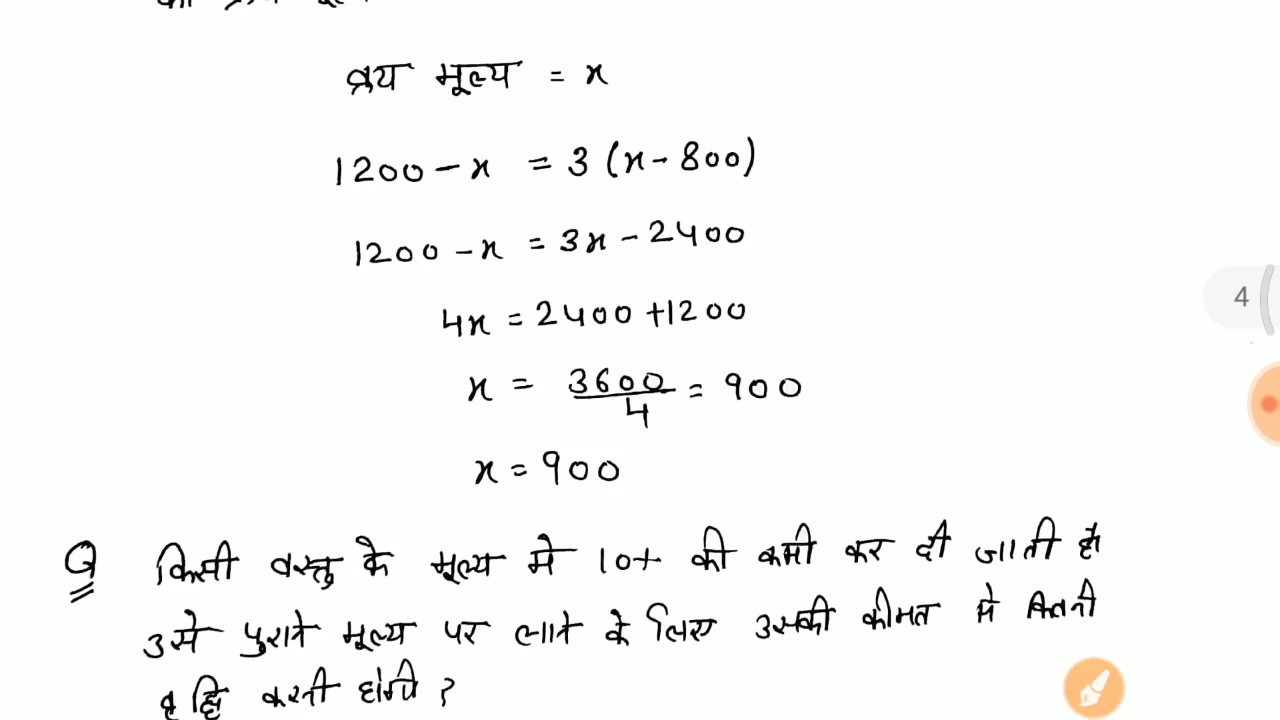 क्रय मूल्य = x
1200 - x = 3 (x - 800)
1200 - x = 3x - 2400
4x = 2400 + 1200
x = 3600/4 = 900
x = 900
Q किसी वस्तु के मूल्य मे 10% की कमी कर दी जाती है
उसे पुराने मूल्य पर लाने के लिए उसकी कीमत मे कितनी
वृद्धि करनी होगी ?
4